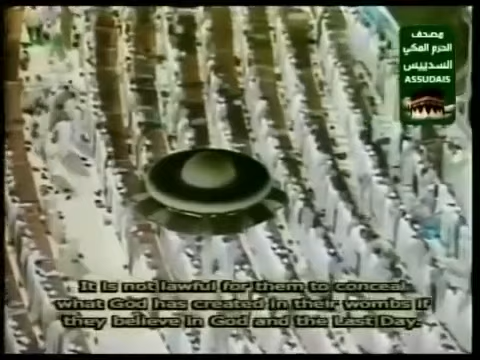 مصحف
الحرم المكي
السديس
ASSUDAIS
It is not lawful for them to conceal
what God has created in their wombs if
they believe in God and the Last Day.